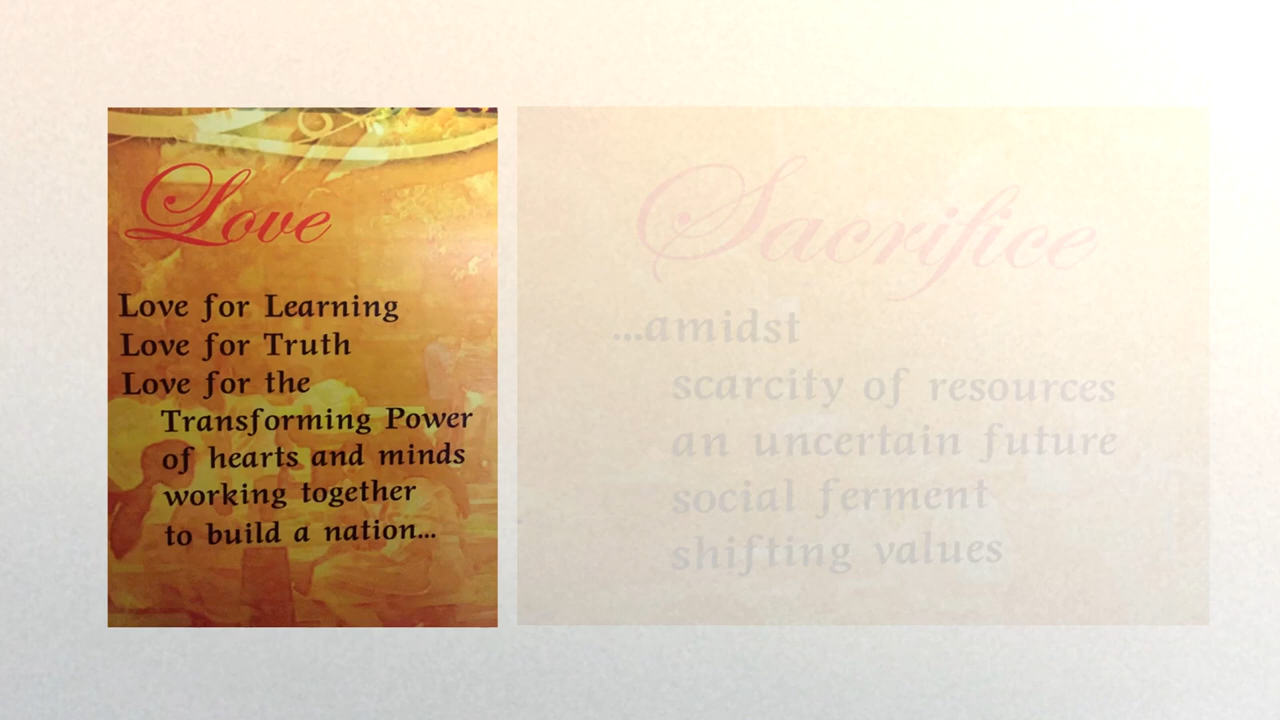 Love
Love for Learning
Love for Truth
Love for the
Transforming Power
of hearts and minds
working together
to build a nation...
Sacrifice
...amidst
scarcity of resources
an uncertain future
social ferment
shifting values